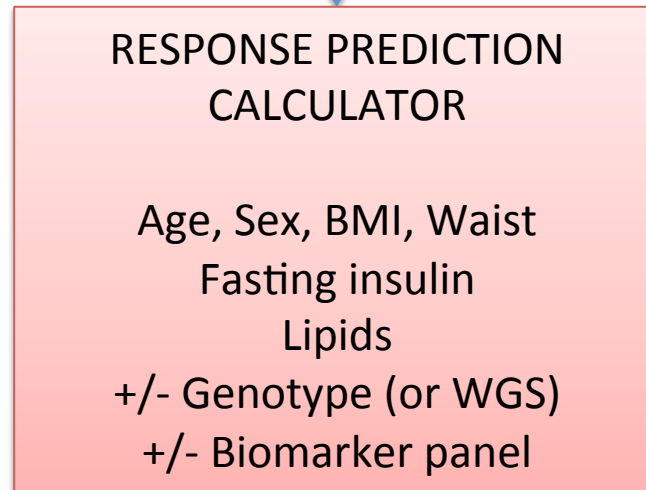 RESPONSE PREDICTION
CALCULATOR
Age, Sex, BMI, Waist
Fasting insulin
Lipids
+/- Genotype (or WGS)
+/- Biomarker panel